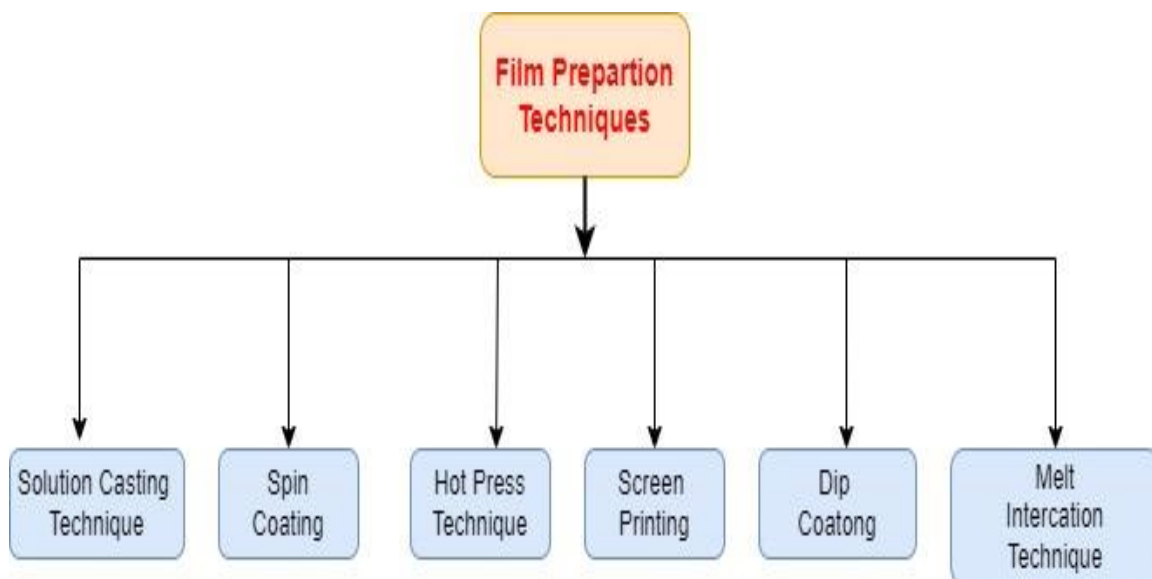 Film Prepartion
Techniques
Solution Casting
Technique
Spin
Coating
Hot Press
Technique
Screen
Printing
Dip
Coatong
Melt
Intercation
Technique